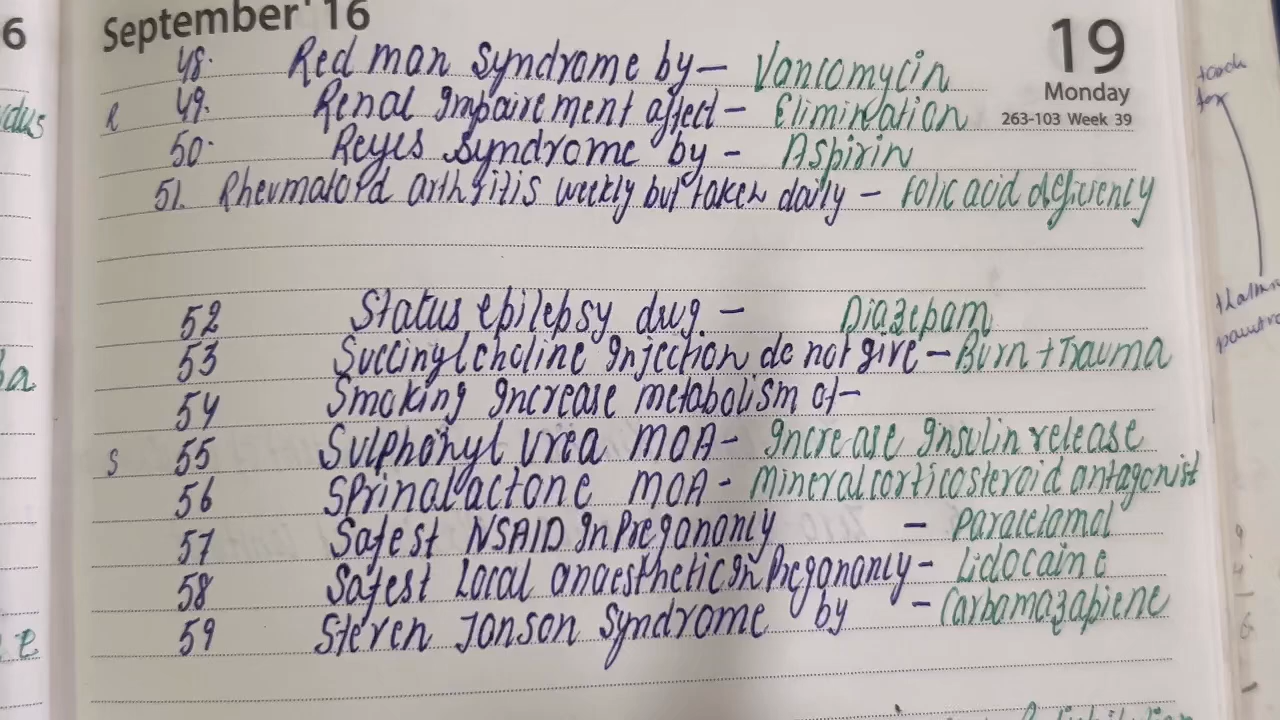 September' 16
19
Monday
263-103 Week 39
6
48. Red man Syndrome by - Vancomycin
R 49. Renal Impairement affect - Elimination
50. Reyes Syndrome by - Aspirin
51. Rheumatoid arthritis weekly but taken daily - Folic acid deficiency
52 Status epilepsy drug. - Diazepam
53 Succinylcholine Injection do not give - Burn + Trauma
54 Smoking Increase metabolism of -
S 55 Sulphonyl urea MOA - Increase Insulin release
56 Sprinalactone MOA - Mineralcorticosteroid antagonist
57 Safest NSAID In Pregonancy - Paracetamol
58 Safest Local anaesthetic In Pregonancy - Lidocaine
59 Steven Jonson Syndrome by - Carbamazapiene